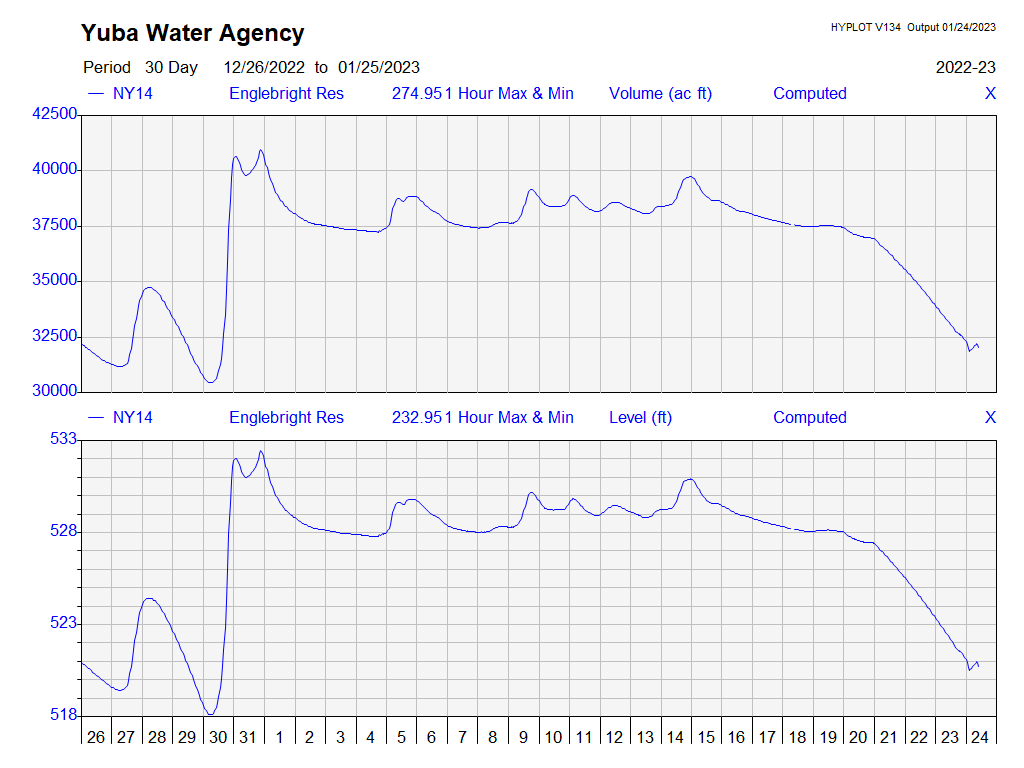 Yuba Water Agency
HYPLOT V134 Output 01/24/2023
Period 30 Day 12/26/2022 to 01/25/2023 2022-23
NY14 Englebright Res 274.951 Hour Max & Min Volume (ac ft) Computed X
42500
40000
37500
35000
32500
30000
NY14 Englebright Res 232.951 Hour Max & Min Level (ft) Computed X
533
528
523
518
26 27 28 29 30 31 1 2 3 4 5 6 7 8 9 10 11 12 13 14 15 16 17 18 19 20 21 22 23 24